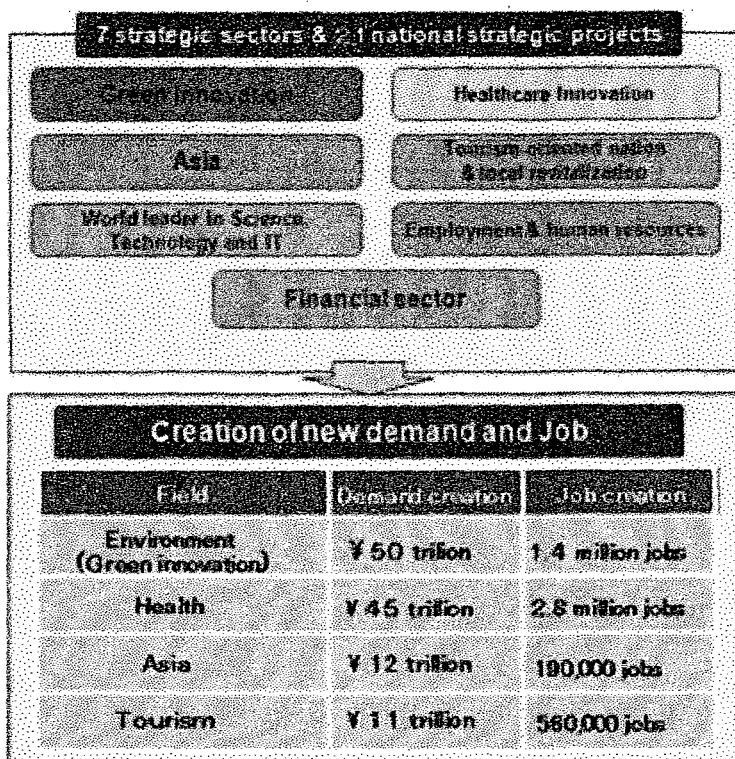 7 strategic sectors & 21 national strategic projects
Green Innovation
Healthcare Innovation
Asia
Tourism-oriented nation
& local revitalization
World leader in Science,
Technology and IT
Employment & human resources
Financial sector
Creation of new demand and Job
Field
Demand creation
Job creation
Environment
(Green innovation)
¥50 trillion
1.4 million jobs
Health
¥45 trillion
2.8 million jobs
Asia
¥12 trillion
190,000 jobs
Tourism
¥11 trillion
560,000 jobs